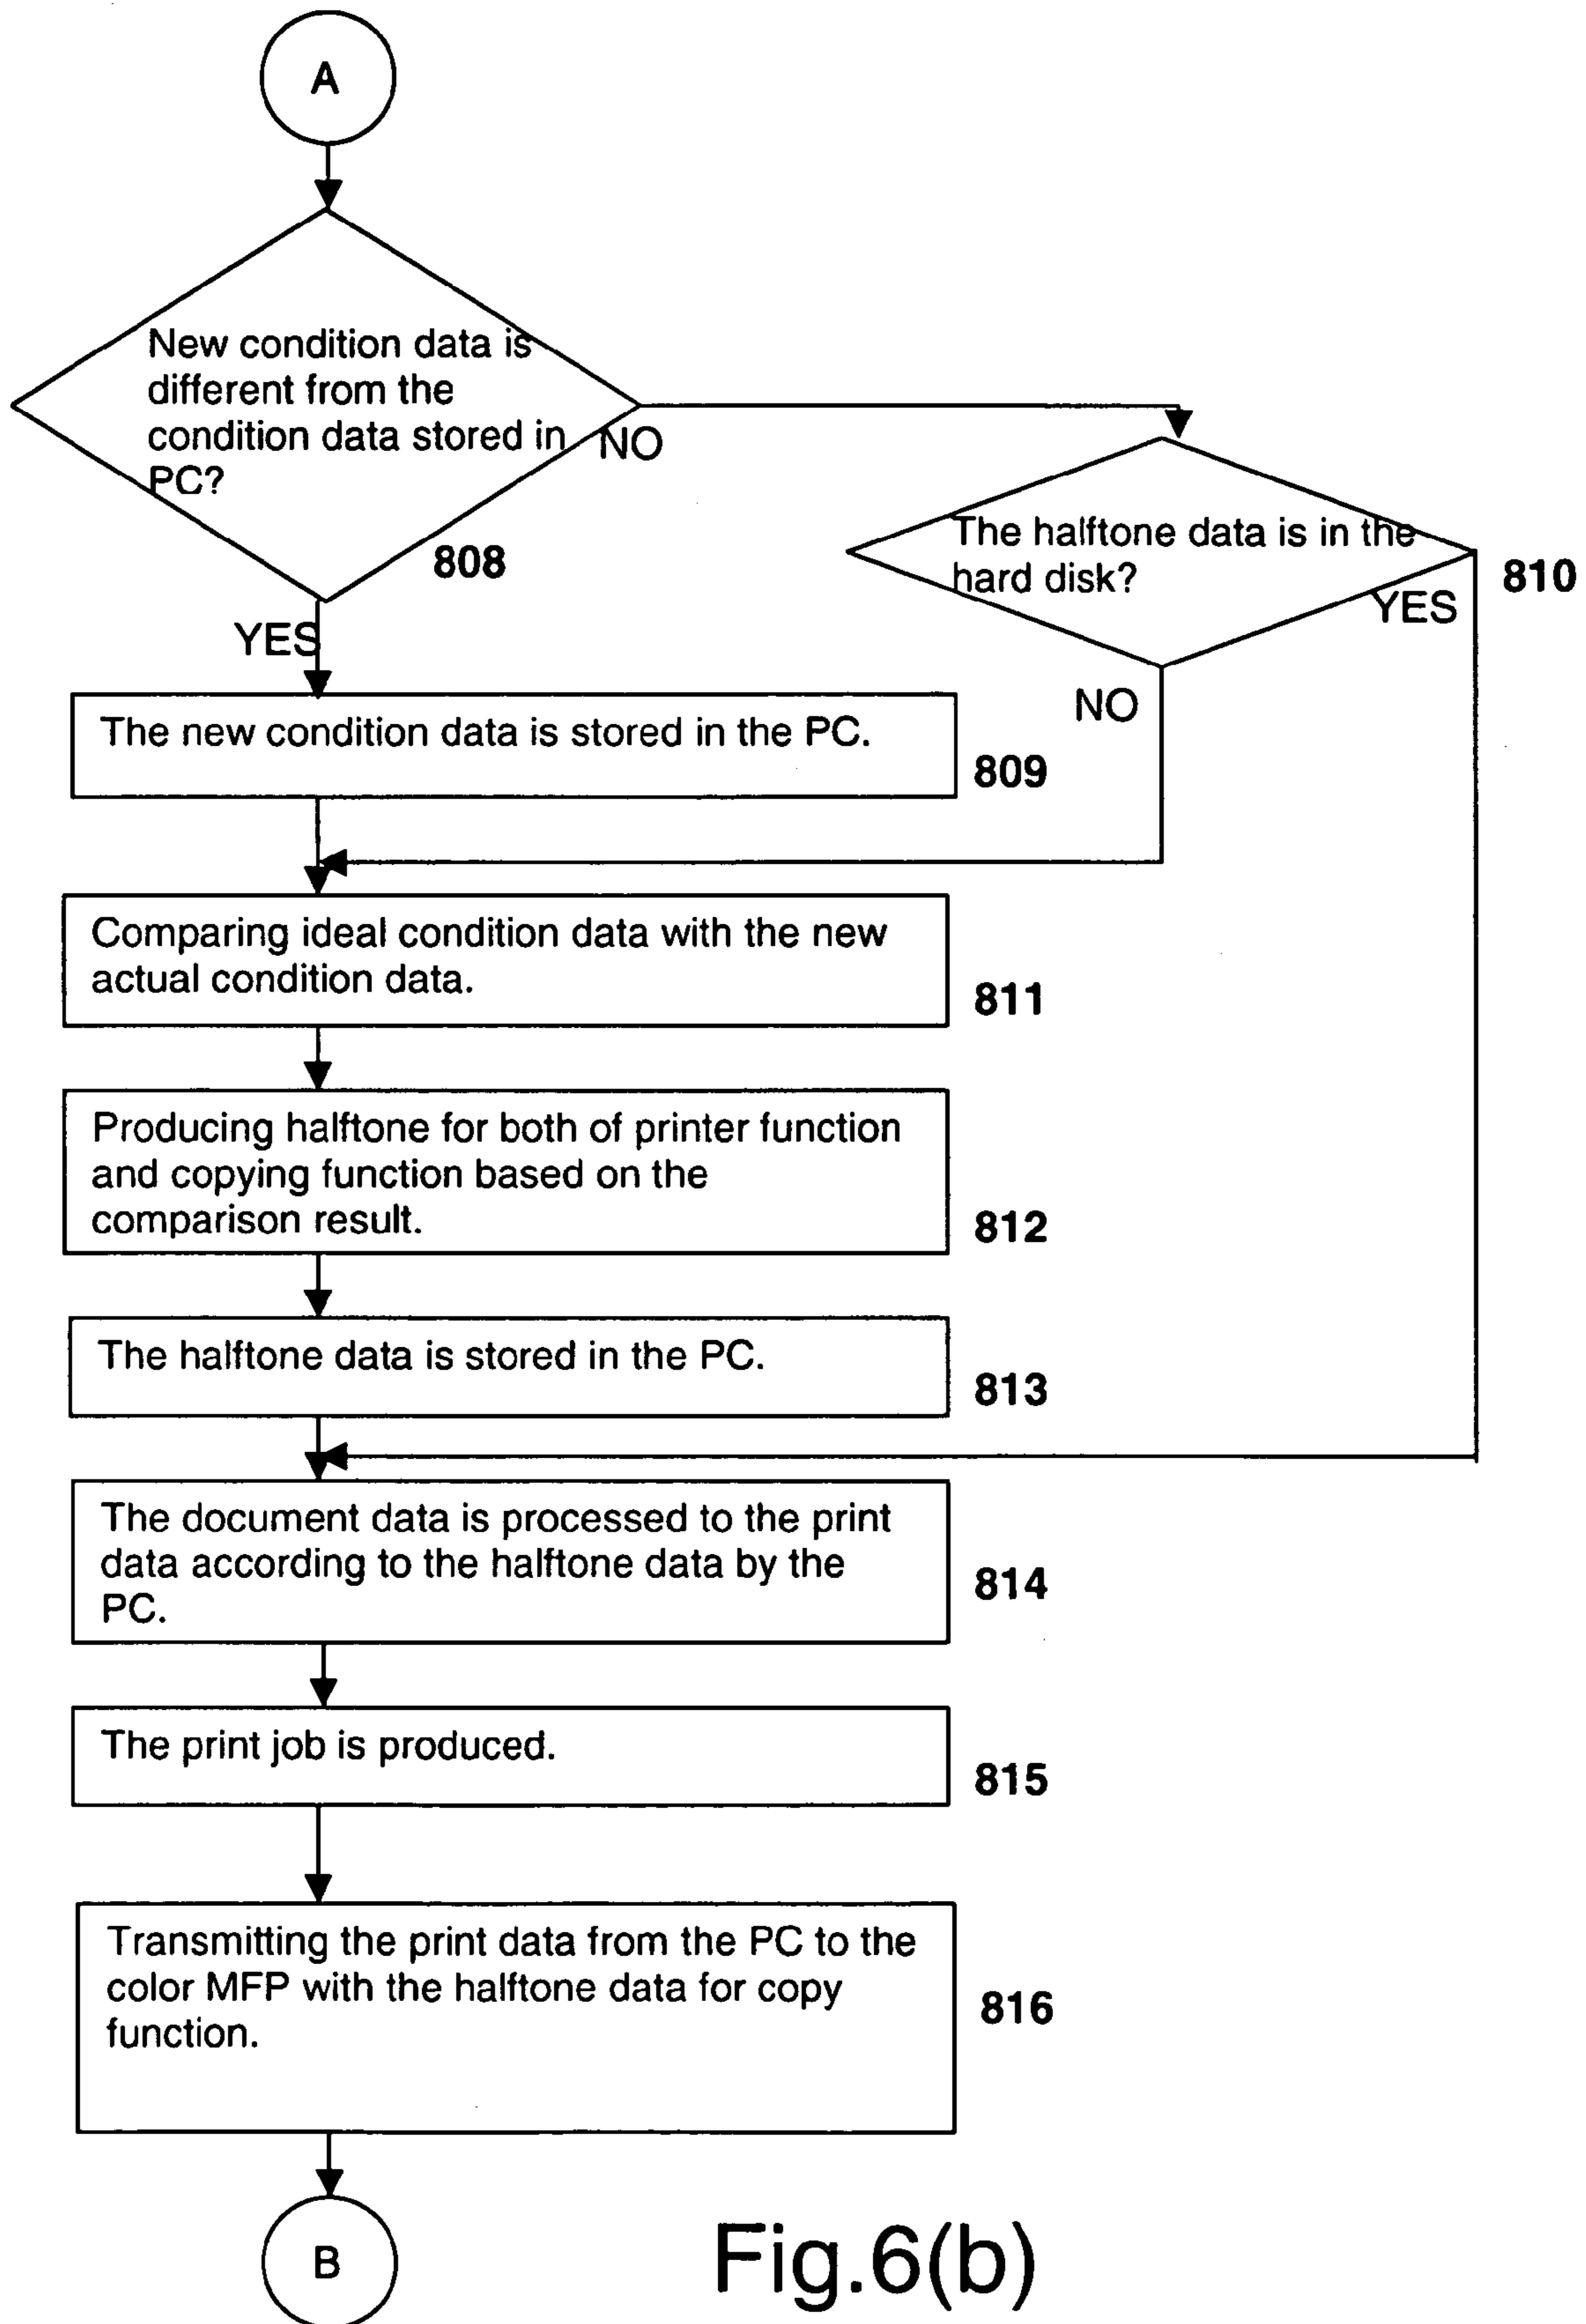 A
New condition data is
different from the
condition data stored in
PC?
NO
808
YES
The halftone data is in the
hard disk?
810
YES
NO
The new condition data is stored in the PC.
809
Comparing ideal condition data with the new
actual condition data.
811
Producing halftone for both of printer function
and copying function based on the
comparison result.
812
The halftone data is stored in the PC.
813
The document data is processed to the print
data according to the halftone data by the
PC.
814
The print job is produced.
815
Transmitting the print data from the PC to the
color MFP with the halftone data for copy
function.
816
B
Fig.6(b)